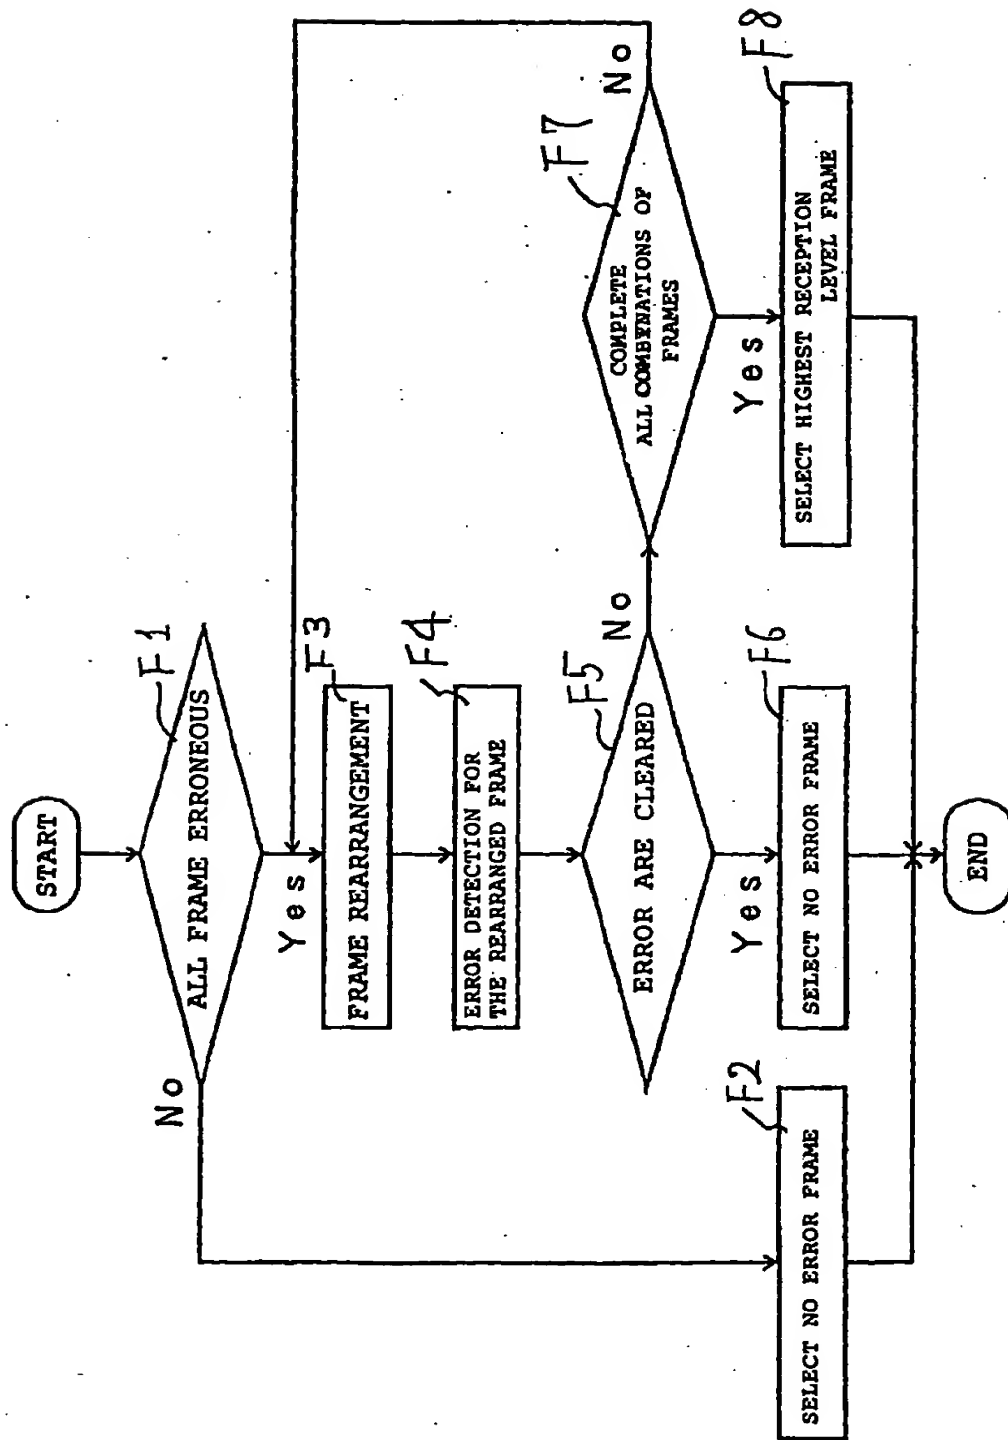 START
F1
ALL FRAME ERRONEOUS
No
Yes
F3
FRAME REARRANGEMENT
F4
ERROR DETECTION FOR
THE REARRANGED FRAME
F5
ERROR ARE CLEARED
No
Yes
F7
COMPLETE
ALL COMBYNATIONS OF
FRAMES
No
Yes
F2
SELECT NO ERROR FRAME
F6
SELECT NO ERROR FRAME
F8
SELECT HIGHEST RECEPTION
LEVEL FRAME
END